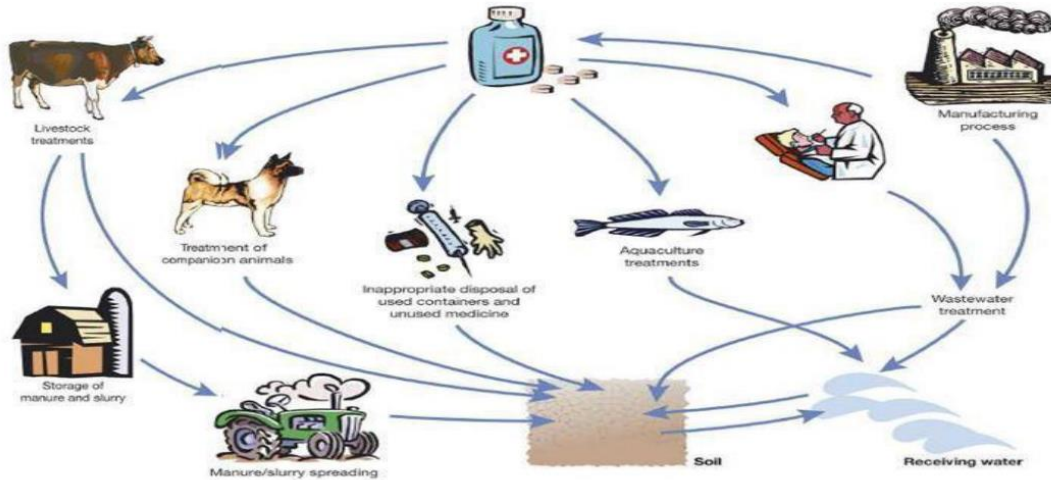 Livestock
treatments
Manufacturing
process
Treatment of
companion animals
Aquaculture
treatments
Inappropriate disposal of
used containers and
unused medicine
Wastewater
treatment
Storage of
manure and slurry
Manure/slurry spreading
Soil
Receiving water